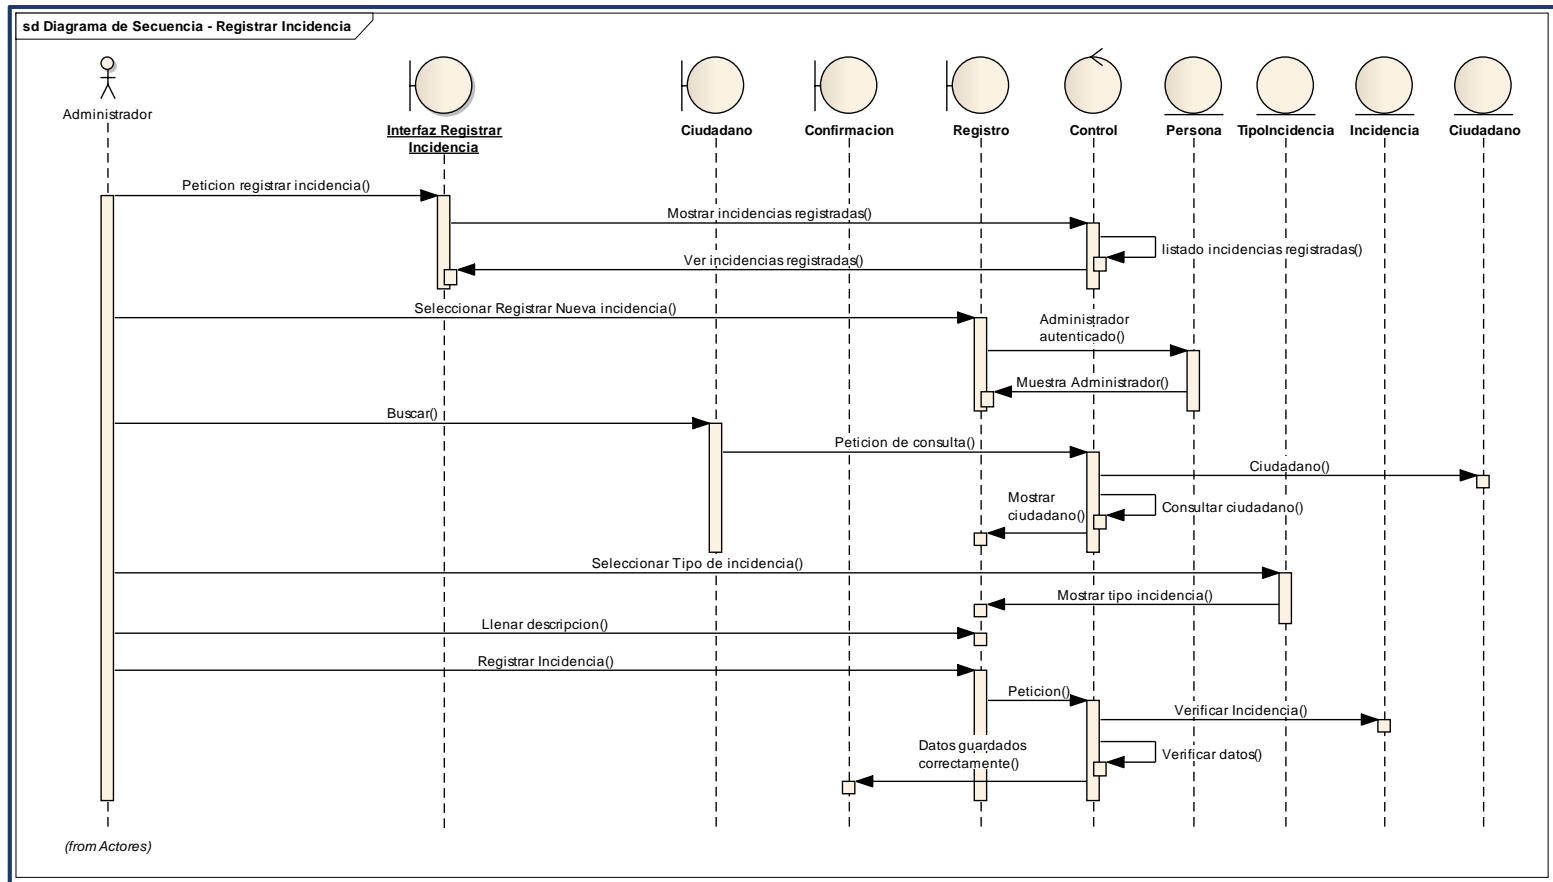 sd Diagrama de Secuencia - Registrar Incidencia
Administrador
Interfaz Registrar
Incidencia
Ciudadano
Confirmacion
Registro
Control
Persona
TipoIncidencia
Incidencia
Ciudadano
Peticion registrar incidencia()
Mostrar incidencias registradas()
listado incidencias registradas()
Ver incidencias registradas()
Seleccionar Registrar Nueva incidencia()
Administrador
autenticado()
Muestra Administrador()
Buscar()
Peticion de consulta()
Ciudadano()
Mostrar
ciudadano()
Consultar ciudadano()
Seleccionar Tipo de incidencia()
Mostrar tipo incidencia()
Llenar descripcion()
Registrar Incidencia()
Peticion()
Verificar Incidencia()
Datos guardados
correctamente()
Verificar datos()
(from Actores)